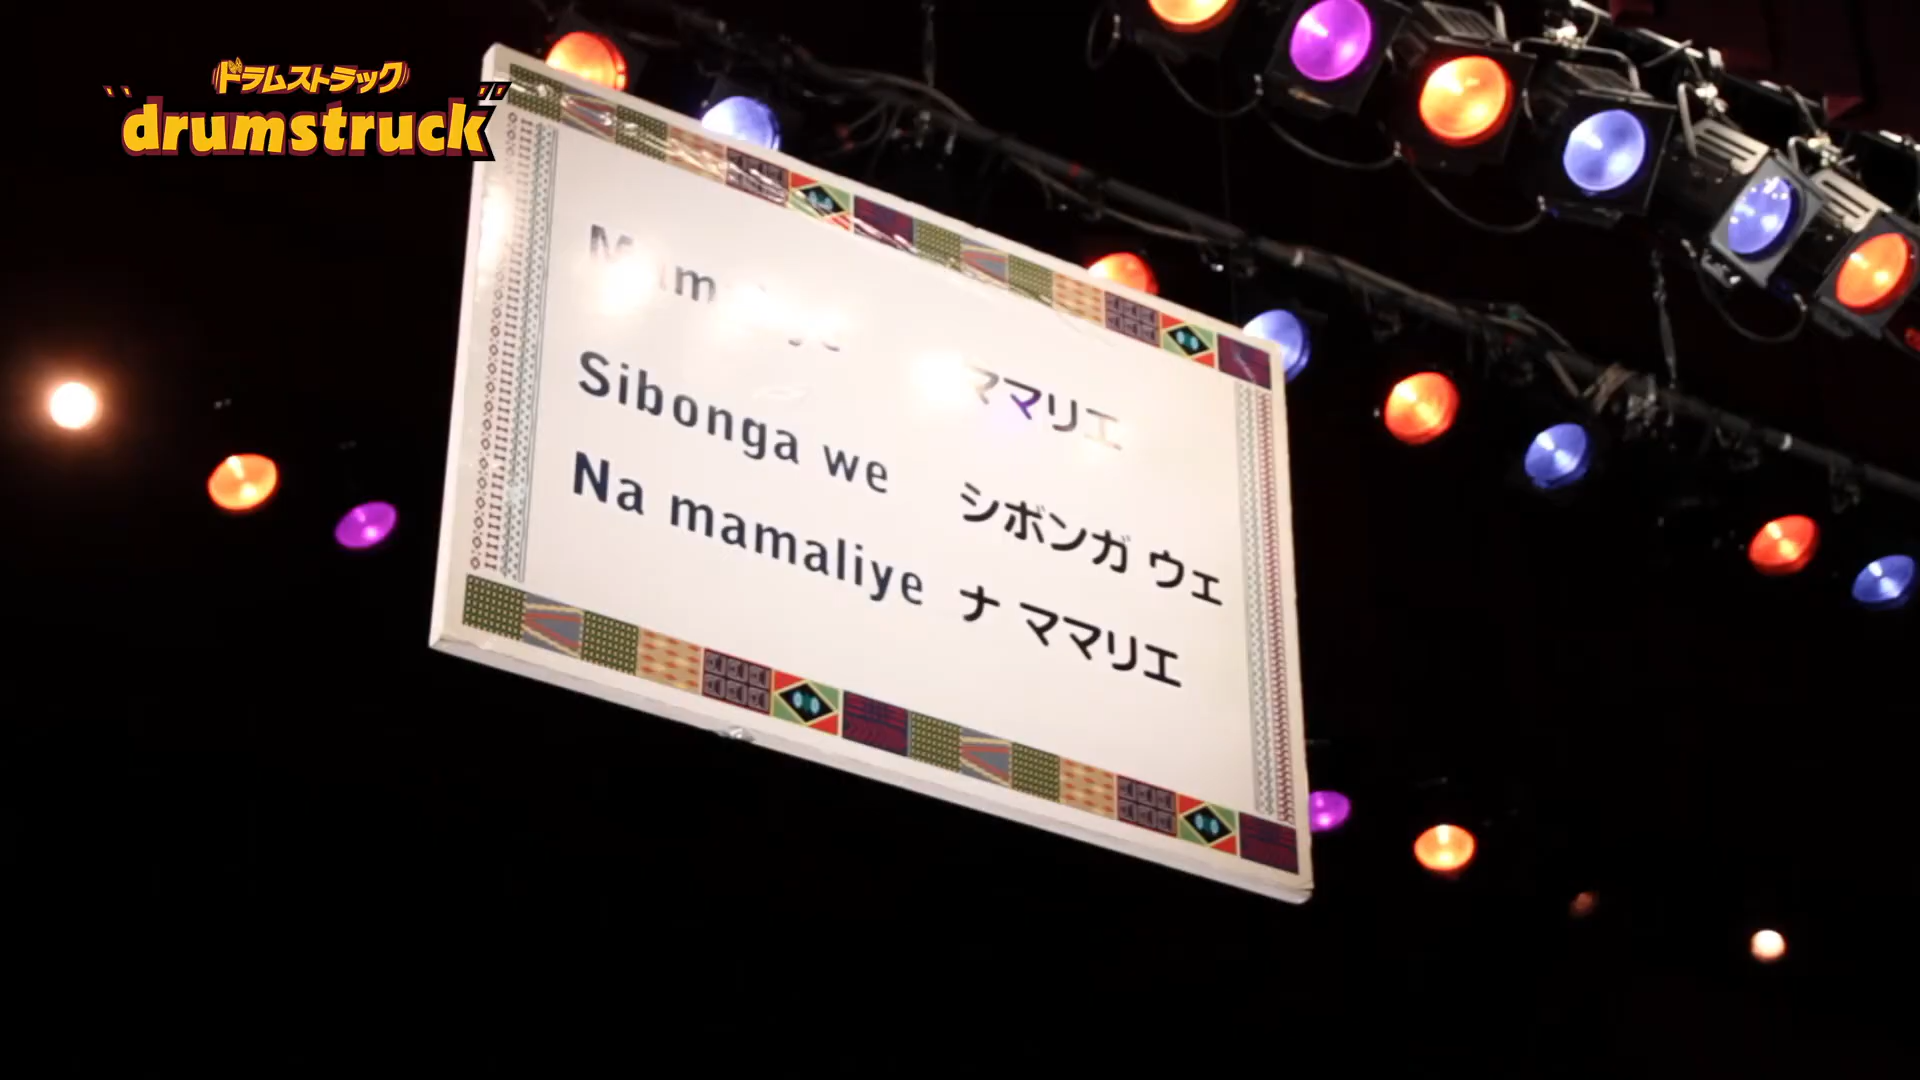 ドラムストラック
"drumstruck"
ママリエ
Sibonga we シボンガ ウェ
Na mamaliye ナ ママリエ